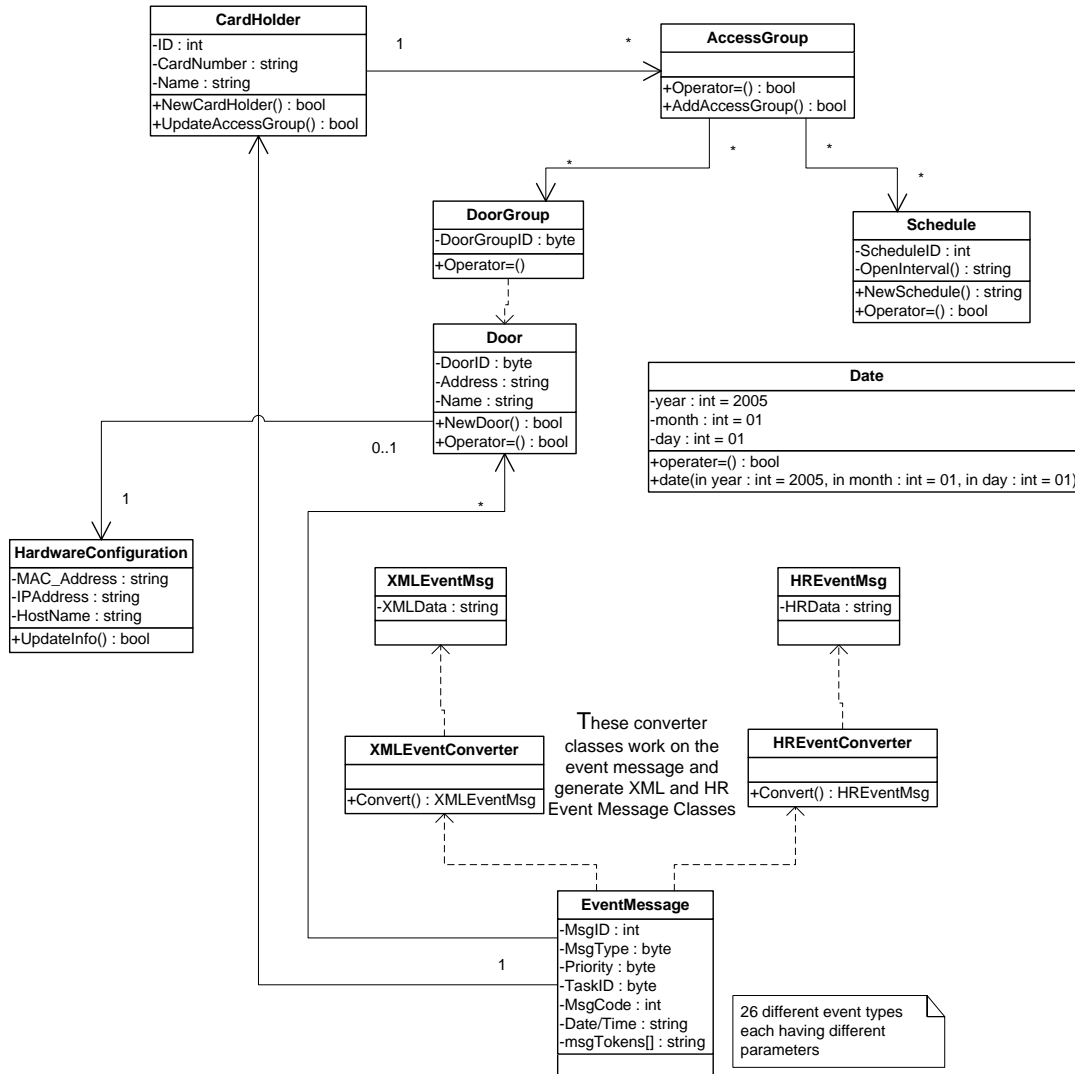 CardHolder
-ID : int
-CardNumber : string
-Name : string
+NewCardHolder() : bool
+UpdateAccessGroup() : bool
1
*
AccessGroup
+Operator=() : bool
+AddAccessGroup() : bool
*
*
*
*
DoorGroup
-DoorGroupID : byte
+Operator=()
Schedule
-ScheduleID : int
-OpenInterval() : string
+NewSchedule() : string
+Operator=() : bool
Door
-DoorID : byte
-Address : string
-Name : string
+NewDoor() : bool
+Operator=() : bool
Date
-year : int = 2005
-month : int = 01
-day : int = 01
+operater=() : bool
+date(in year : int = 2005, in month : int = 01, in day : int = 01)
0..1
1
*
HardwareConfiguration
-MAC_Address : string
-IPAddress : string
-HostName : string
+UpdateInfo() : bool
XMLEventMsg
-XMLData : string
HREventMsg
-HRData : string
XMLEventConverter
+Convert() : XMLEventMsg
These converter
classes work on the
event message and
generate XML and HR
Event Message Classes
HREventConverter
+Convert() : HREventMsg
EventMessage
-MsgID : int
-MsgType : byte
-Priority : byte
-TaskID : byte
-MsgCode : int
-Date/Time : string
-msgTokens[] : string
1
26 different event types
each having different
parameters